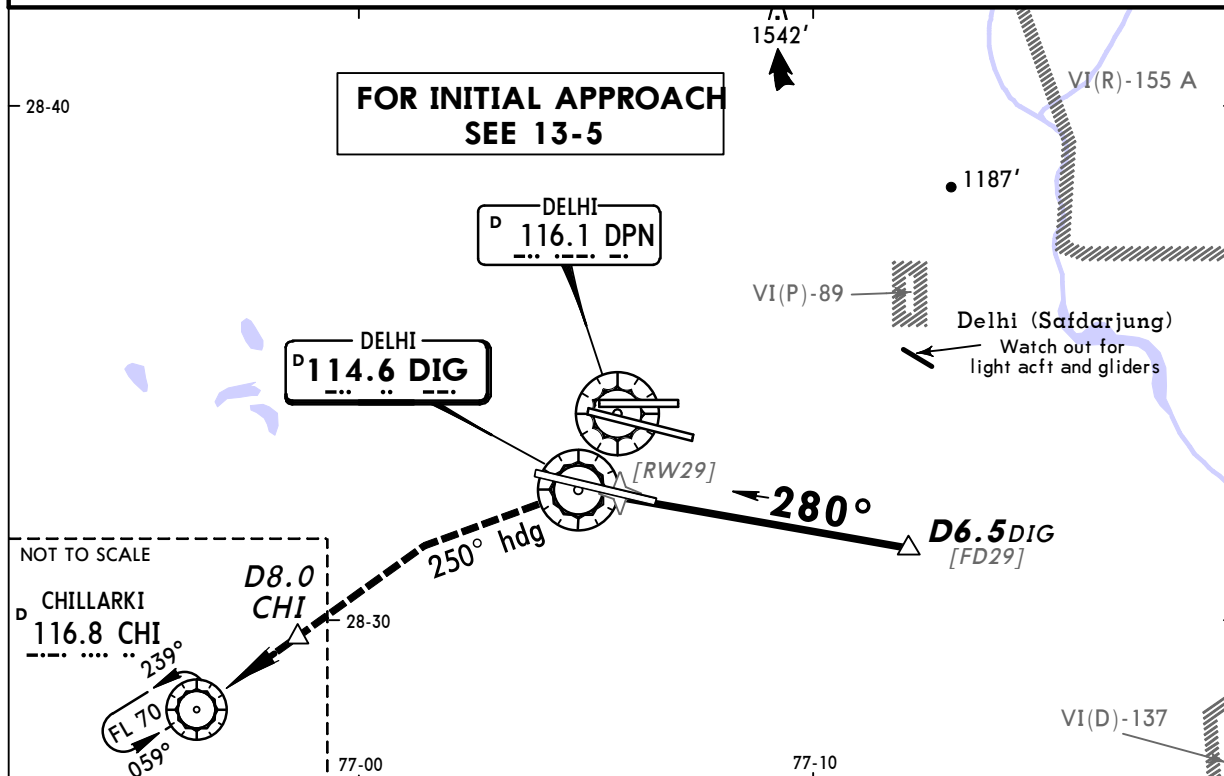 1542'
VI(R)-155 A
28-40
FOR INITIAL APPROACH
SEE 13-5
1187'
DELHI
D 116.1 DPN
VI(P)-89
Delhi (Safdarjung)
Watch out for
light acft and gliders
DELHI
D 114.6 DIG
[RW29]
280°
D6.5 DIG
[FD29]
250° hdg
NOT TO SCALE
D8.0
CHI
CHILLARKI
D 116.8 CHI
28-30
239°
FL 70
059°
VI(D)-137
77-00
77-10